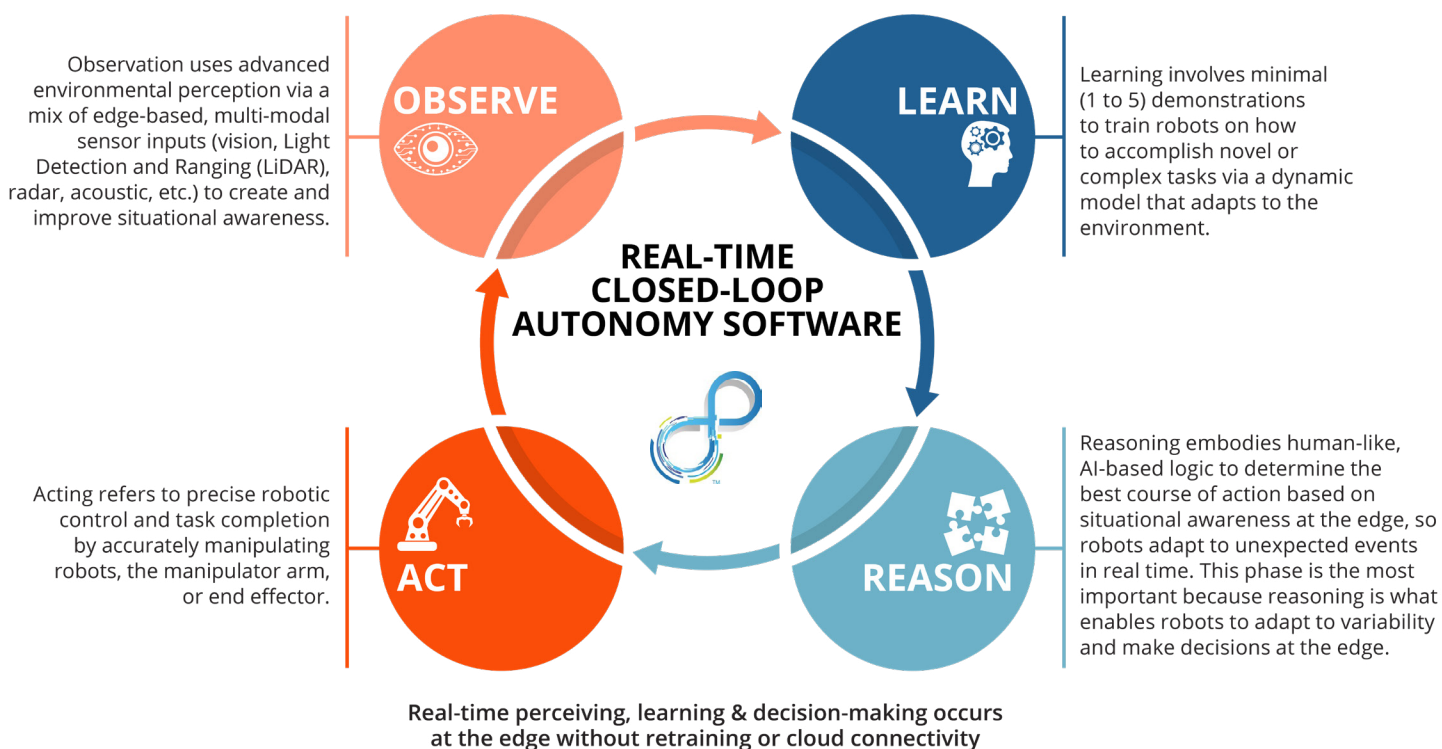 Observation uses advanced
environmental perception via a
mix of edge-based, multi-modal
sensor inputs (vision, Light
Detection and Ranging (LiDAR),
radar, acoustic, etc.) to create and
improve situational awareness.
OBSERVE
LEARN
Learning involves minimal
(1 to 5) demonstrations
to train robots on how
to accomplish novel or
complex tasks via a dynamic
model that adapts to the
environment.
REAL-TIME
CLOSED-LOOP
AUTONOMY SOFTWARE
TM
Acting refers to precise robotic
control and task completion
by accurately manipulating
robots, the manipulator arm,
or end effector.
ACT
REASON
Reasoning embodies human-like,
AI-based logic to determine the
best course of action based on
situational awareness at the edge, so
robots adapt to unexpected events
in real time. This phase is the most
important because reasoning is what
enables robots to adapt to variability
and make decisions at the edge.
Real-time perceiving, learning & decision-making occurs
at the edge without retraining or cloud connectivity